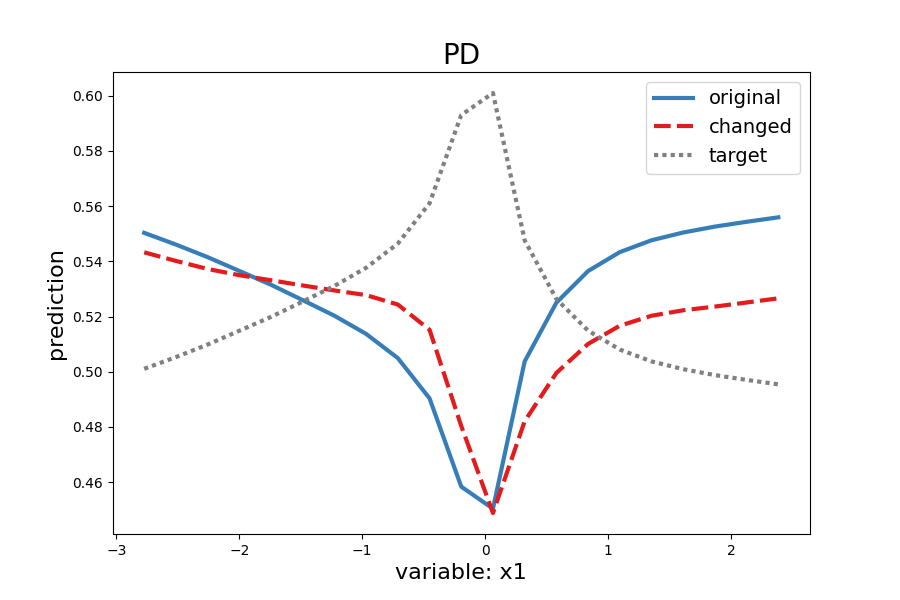 PD
original
changed
target
prediction
0.60
0.58
0.56
0.54
0.52
0.50
0.48
0.46
−3
−2
−1
0
1
2
variable: x1